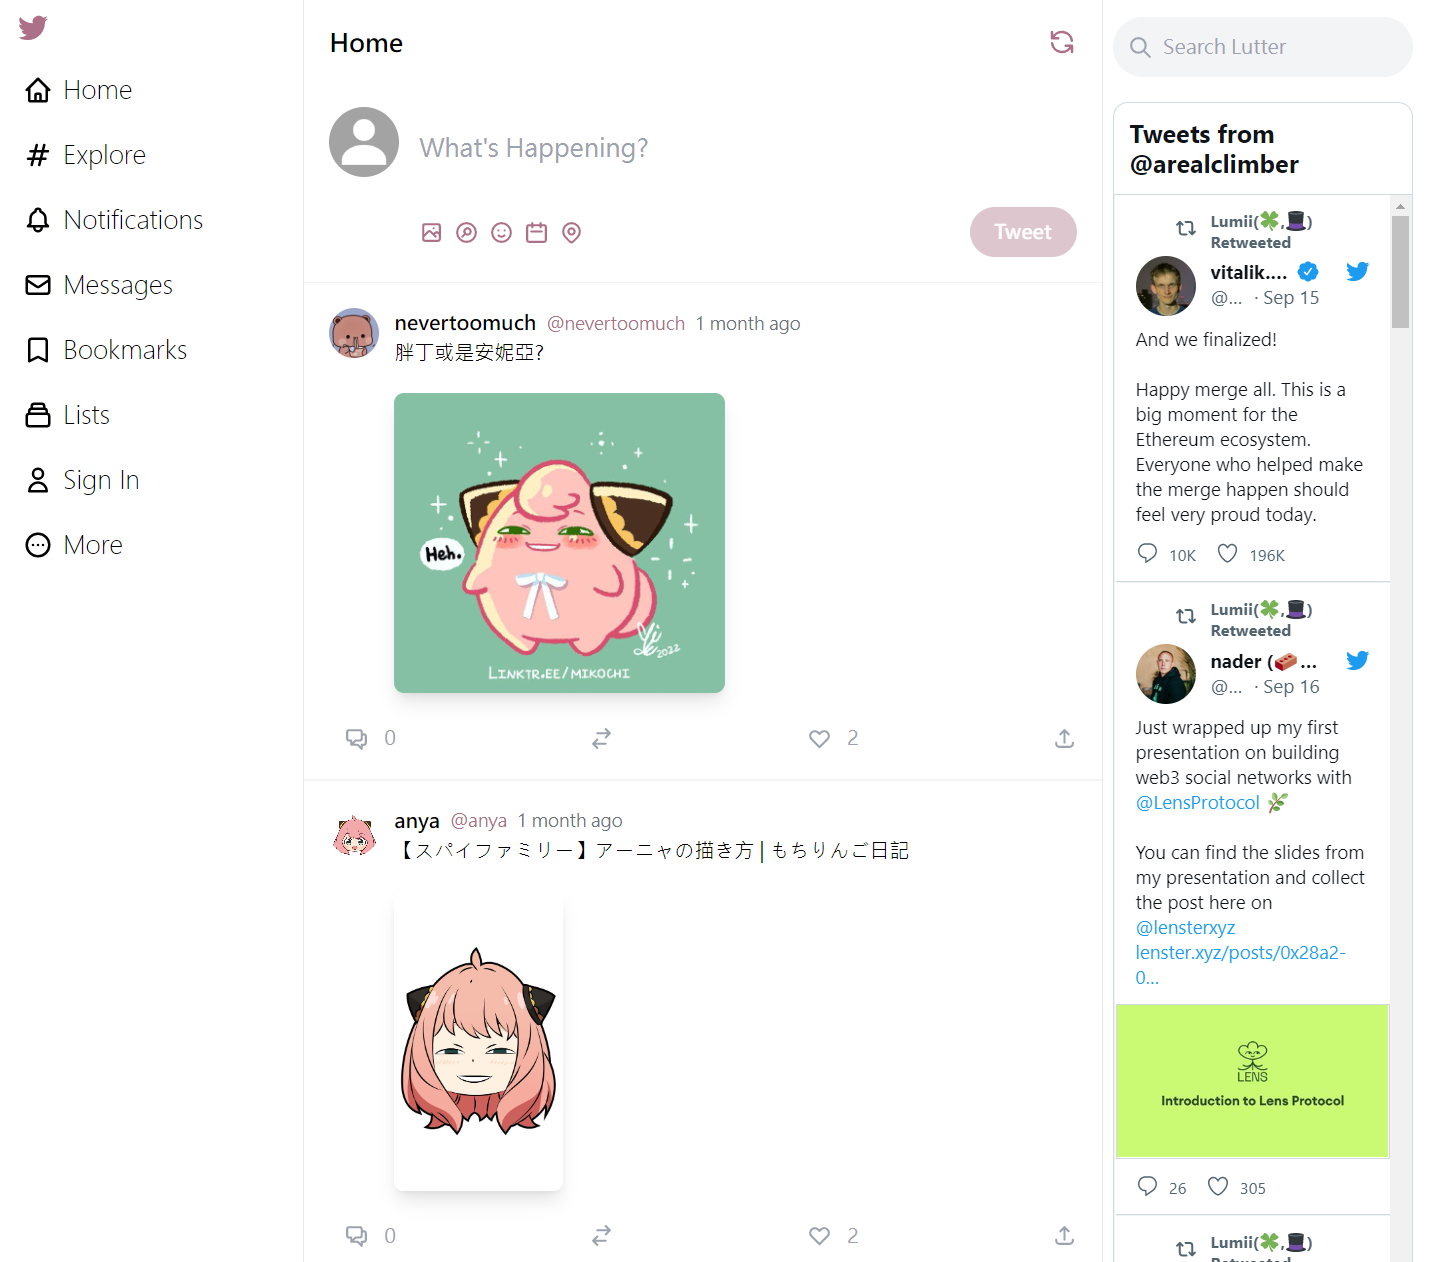 Home
Explore
Notifications
Messages
Bookmarks
Lists
Sign In
More
Home
What's Happening?
Tweet
nevertoomuch @nevertoomuch 1 month ago
胖丁或是安妮亞?
Heh.
2022
LINKTR.EE/MIKOCHI
0
2
anya @anya 1 month ago
【スパイファミリー】アーニャの描き方 | もちりんご日記
0
2
Search Lutter
Tweets from
@arealclimber
Lumii(🍀,🎩)
Retweeted
vitalik....
@... · Sep 15
And we finalized!
Happy merge all. This is a
big moment for the
Ethereum ecosystem.
Everyone who helped make
the merge happen should
feel very proud today.
10K 196K
Lumii(🍀,🎩)
Retweeted
nader (🧱...
@... · Sep 16
Just wrapped up my first
presentation on building
web3 social networks with
@LensProtocol 🌿
You can find the slides from
my presentation and collect
the post here on
@lensterxyz
lenster.xyz/posts/0x28a2-
0...
LENS
Introduction to Lens Protocol
26 305
Lumii(🍀,🎩)
Retweeted